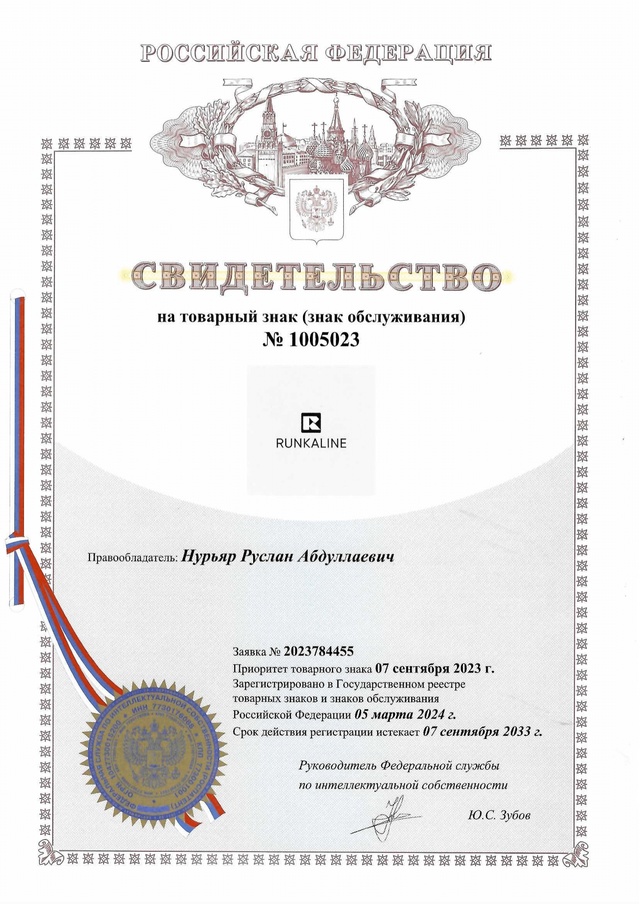 РОССИЙСКАЯ ФЕДЕРАЦИЯ
СВИДЕТЕЛЬСТВО
на товарный знак (знак обслуживания)
№ 1005023
R
RUNKALINE
Правообладатель: Нурьяр Руслан Абдуллаевич
Заявка № 2023784455
Приоритет товарного знака 07 сентября 2023 г.
Зарегистрировано в Государственном реестре
товарных знаков и знаков обслуживания
Российской Федерации 05 марта 2024 г.
Срок действия регистрации истекает 07 сентября 2033 г.
Руководитель Федеральной службы
по интеллектуальной собственности
Ю.С. Зубов